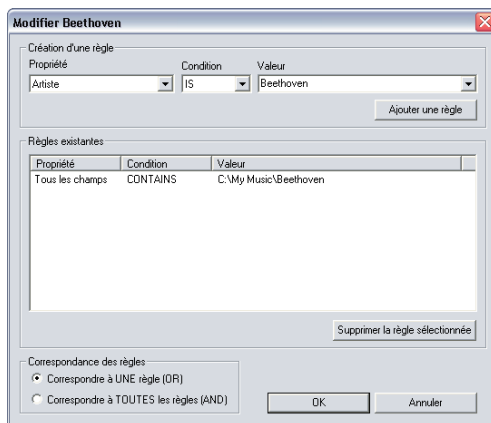 Modifier Beethoven
Création d'une règle
Propriété Condition Valeur
Artiste IS Beethoven
Ajouter une règle
Règles existantes
Propriété Condition Valeur
Tous les champs CONTAINS C:\My Music\Beethoven
Supprimer la règle sélectionnée
Correspondance des règles
Correspondre à UNE règle (OR)
Correspondre à TOUTES les règles (AND)
OK Annuler